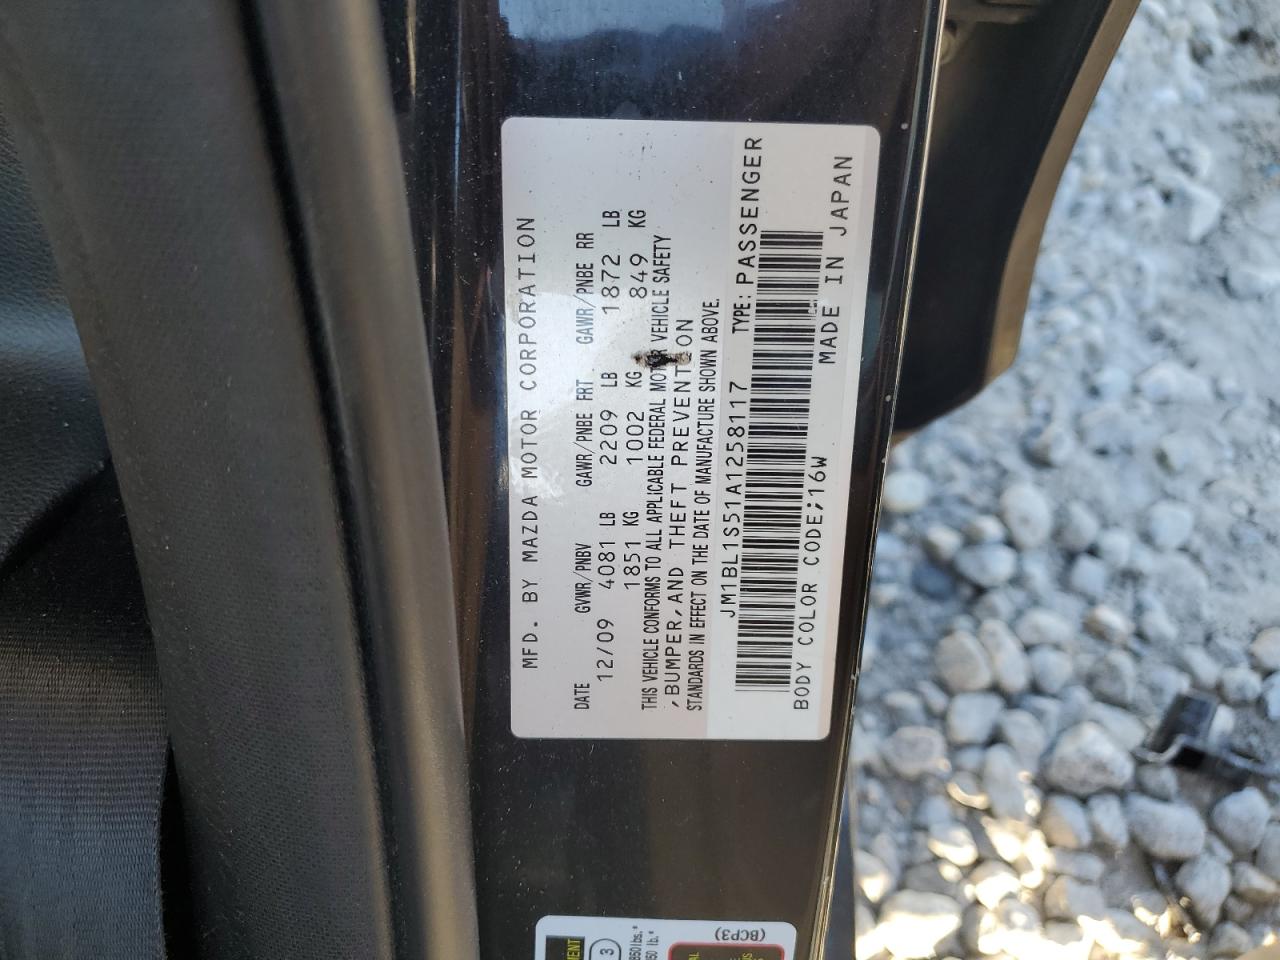 MFD. BY MAZDA MOTOR CORPORATION
DATE GVWR/PNBV GAWR/PNBE FRT GAWR/PNBE RR
12/09 4081 LB 2209 LB 1872 LB
1851 KG 1002 KG 849 KG
THIS VEHICLE CONFORMS TO ALL APPLICABLE FEDERAL MOTOR VEHICLE SAFETY
,BUMPER,AND THEFT PREVENTION
STANDARDS IN EFFECT ON THE DATE OF MANUFACTURE SHOWN ABOVE.
JM1BL1S51A1258117 TYPE:PASSENGER
BODY COLOR CODE;16W MADE IN JAPAN
3
(BCP3)